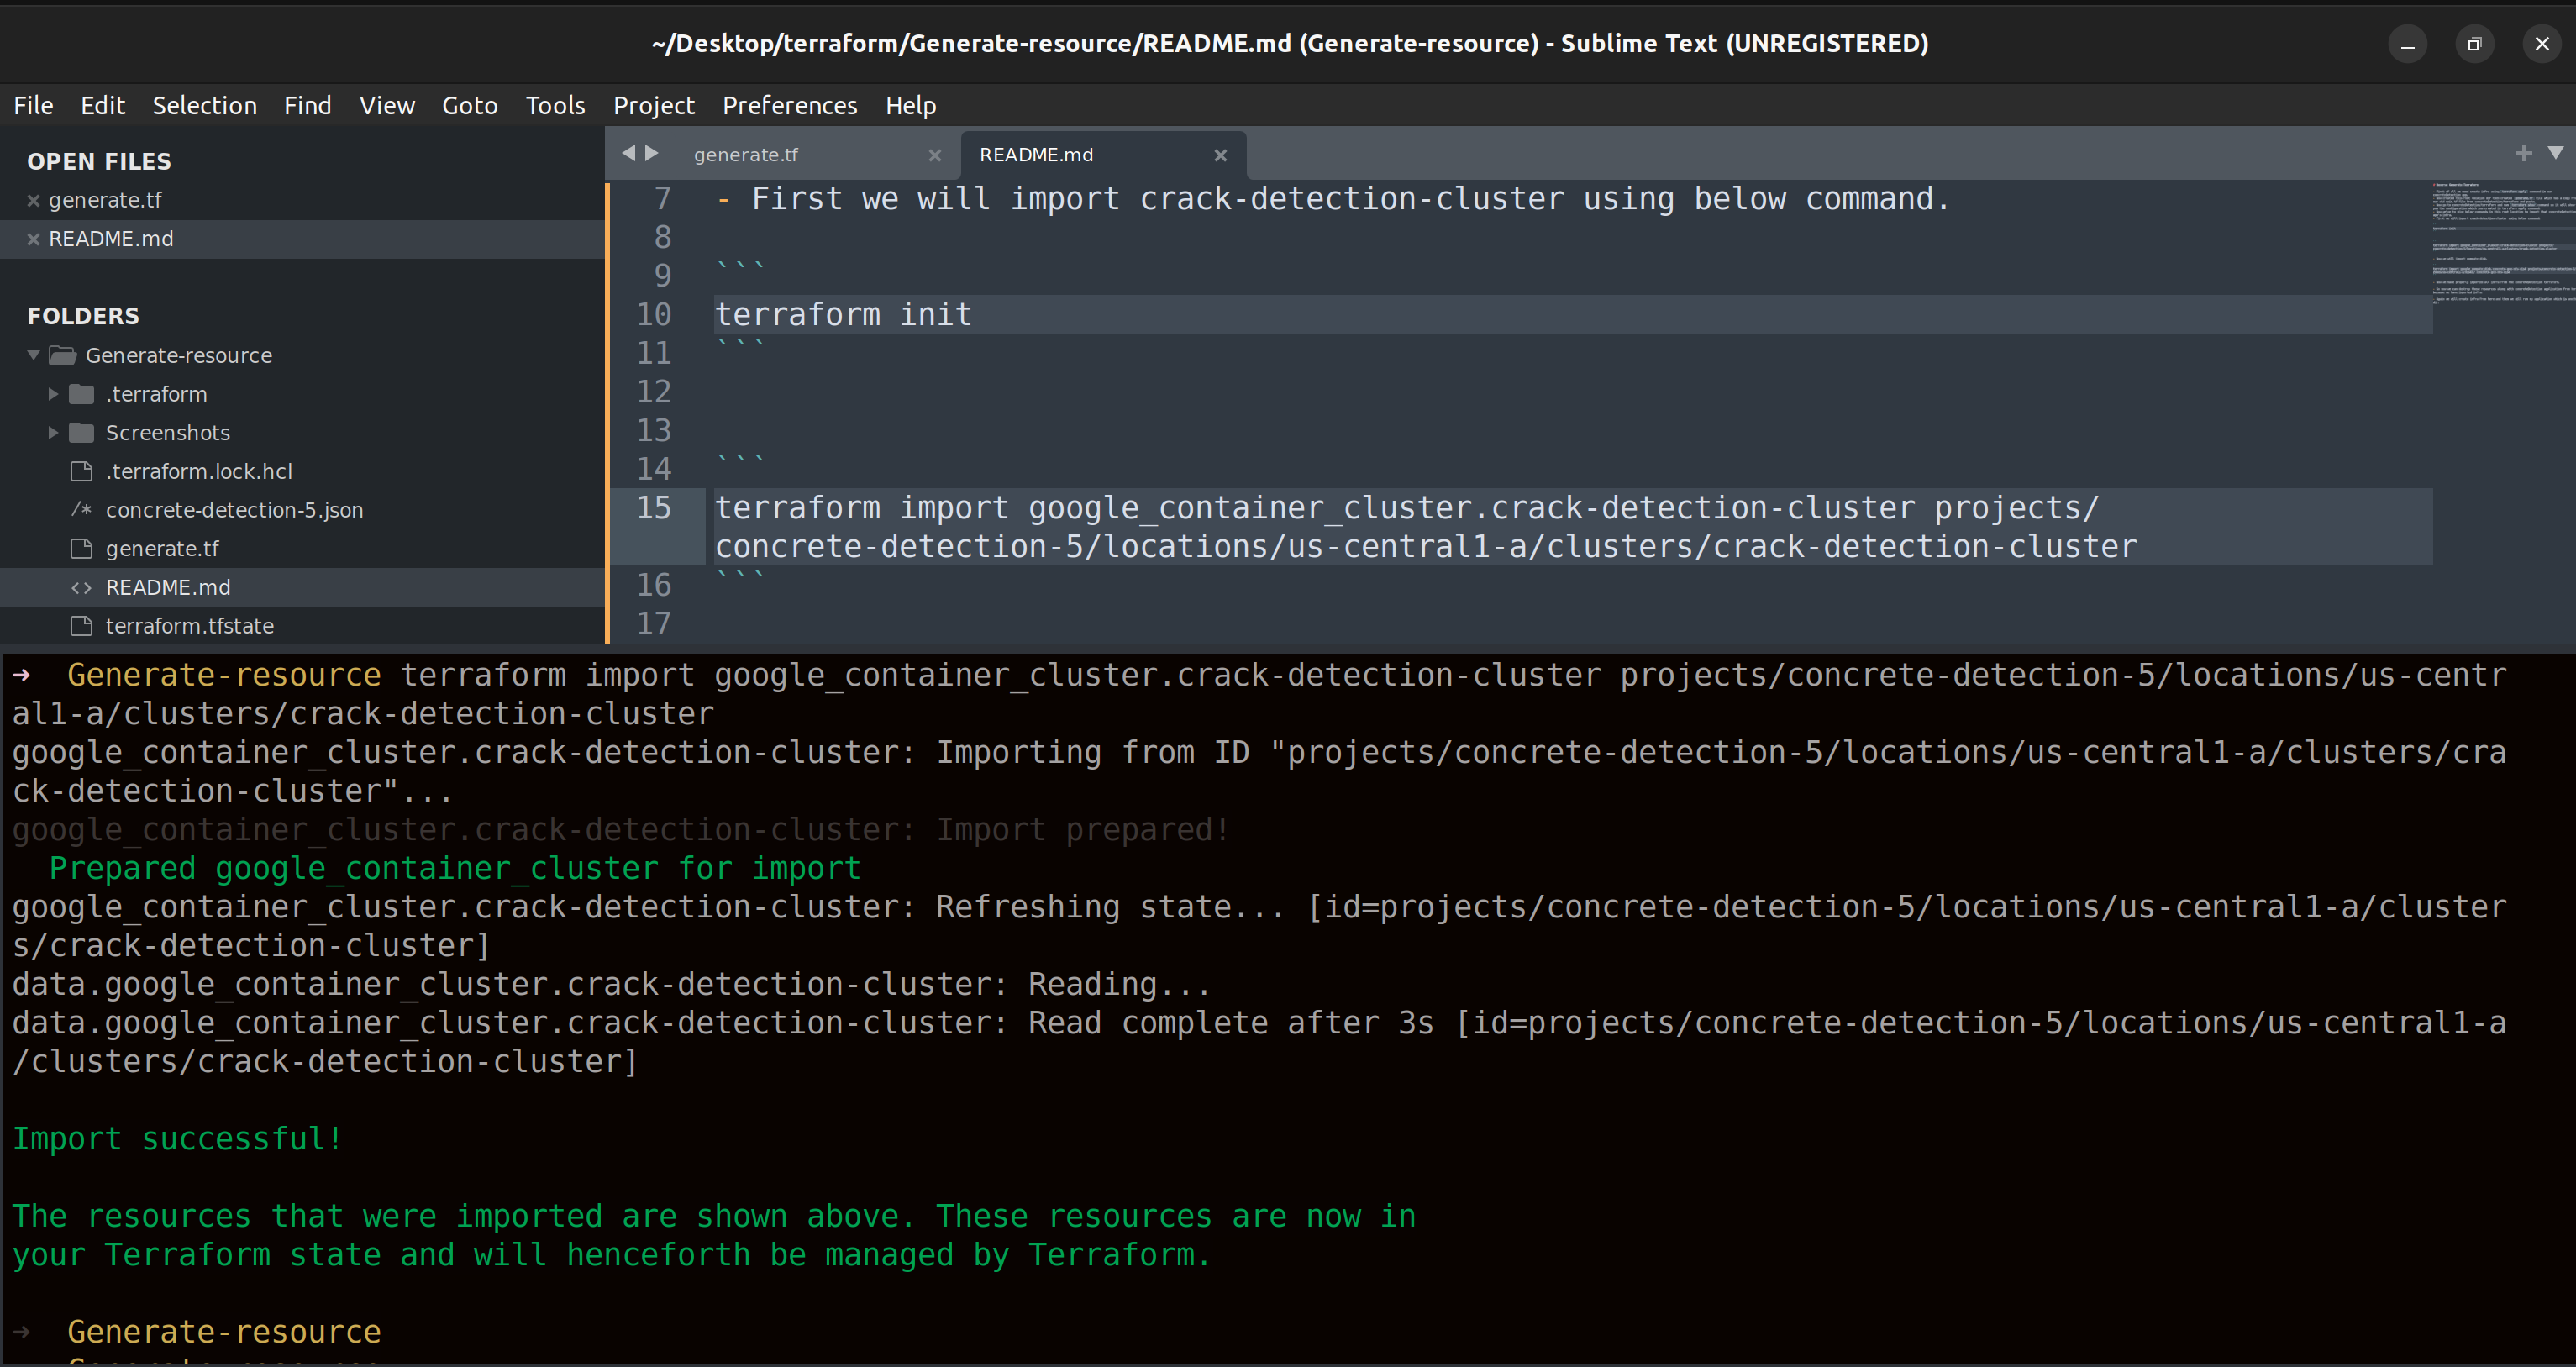 ~/Desktop/terraform/Generate-resource/README.md (Generate-resource) - Sublime Text (UNREGISTERED)
File Edit Selection Find View Goto Tools Project Preferences Help
OPEN FILES
generate.tf
README.md
FOLDERS
Generate-resource
.terraform
Screenshots
.terraform.lock.hcl
/* concrete-detection-5.json
generate.tf
<> README.md
terraform.tfstate
generate.tf README.md
7 - First we will import crack-detection-cluster using below command.
8
9 ```
10 terraform init
11 ```
12
13
14 ```
15 terraform import google_container_cluster.crack-detection-cluster projects/
concrete-detection-5/locations/us-central1-a/clusters/crack-detection-cluster
16 ```
17
→ Generate-resource terraform import google_container_cluster.crack-detection-cluster projects/concrete-detection-5/locations/us-centr
al1-a/clusters/crack-detection-cluster
google_container_cluster.crack-detection-cluster: Importing from ID "projects/concrete-detection-5/locations/us-central1-a/clusters/cra
ck-detection-cluster"...
google_container_cluster.crack-detection-cluster: Import prepared!
Prepared google_container_cluster for import
google_container_cluster.crack-detection-cluster: Refreshing state... [id=projects/concrete-detection-5/locations/us-central1-a/cluster
s/crack-detection-cluster]
data.google_container_cluster.crack-detection-cluster: Reading...
data.google_container_cluster.crack-detection-cluster: Read complete after 3s [id=projects/concrete-detection-5/locations/us-central1-a
/clusters/crack-detection-cluster]
Import successful!
The resources that were imported are shown above. These resources are now in
your Terraform state and will henceforth be managed by Terraform.
→ Generate-resource
Generate-resource